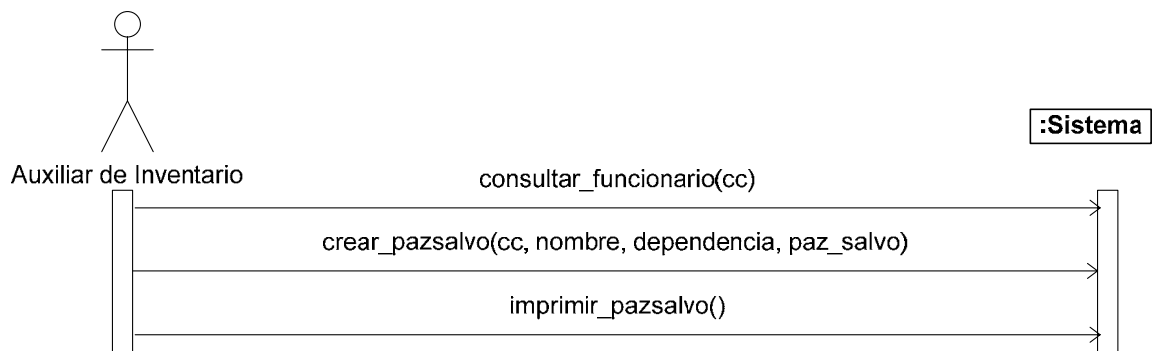 :Sistema
Auxiliar de Inventario
consultar_funcionario(cc)
crear_pazsalvo(cc, nombre, dependencia, paz_salvo)
imprimir_pazsalvo()